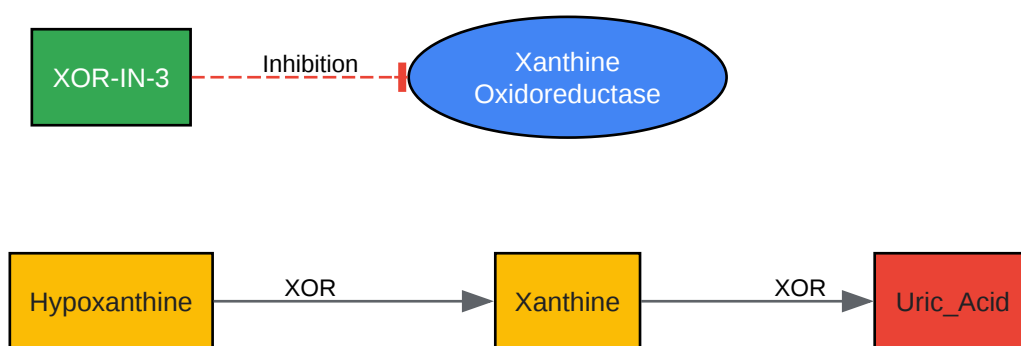 XOR-IN-3
Inhibition
Xanthine
Oxidoreductase
Hypoxanthine
XOR
Xanthine
XOR
Uric_Acid